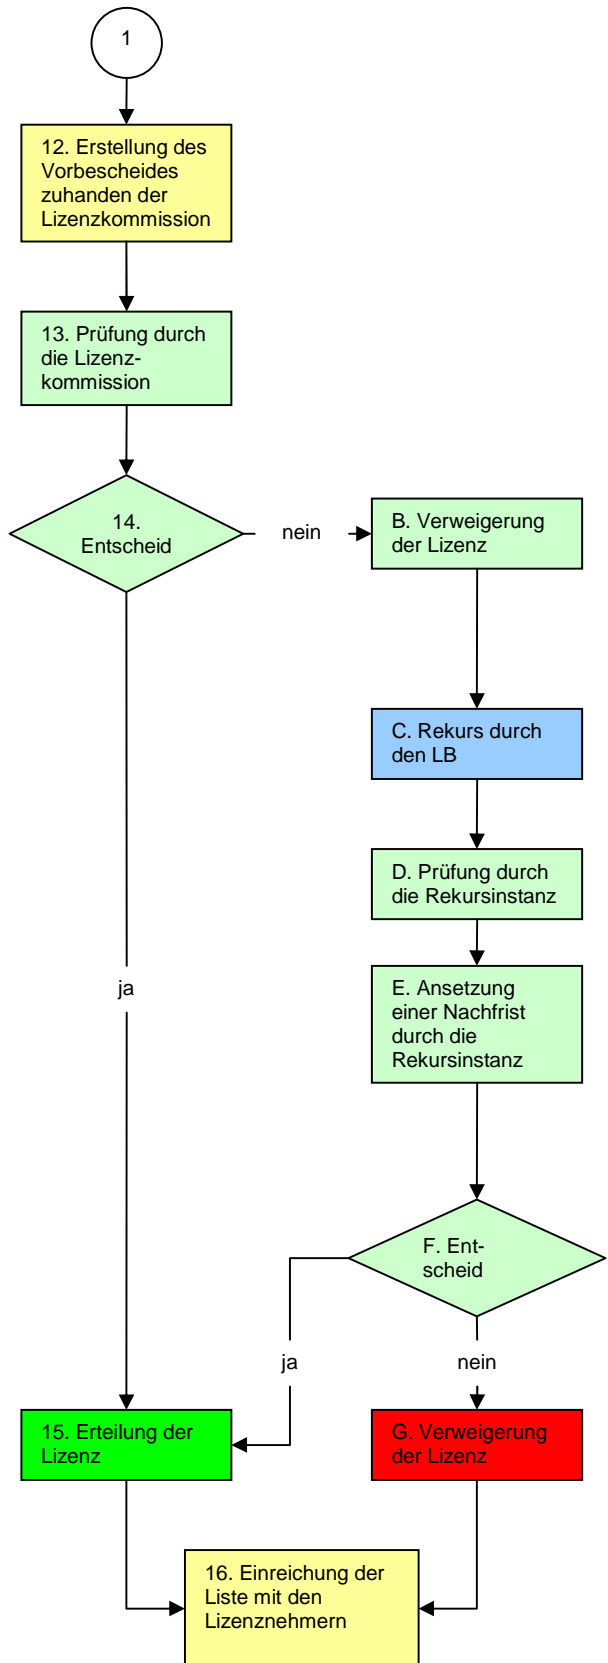 1
12. Erstellung des
Vorbescheides
zuhanden der
Lizenzkommission
13. Prüfung durch
die Lizenz-
kommission
14.
Entscheid
nein
B. Verweigerung
der Lizenz
C. Rekurs durch
den LB
D. Prüfung durch
die Rekursinstanz
E. Ansetzung
einer Nachfrist
durch die
Rekursinstanz
ja
F. Ent-
scheid
ja
nein
15. Erteilung der
Lizenz
G. Verweigerung
der Lizenz
16. Einreichung der
Liste mit den
Lizenznehmern